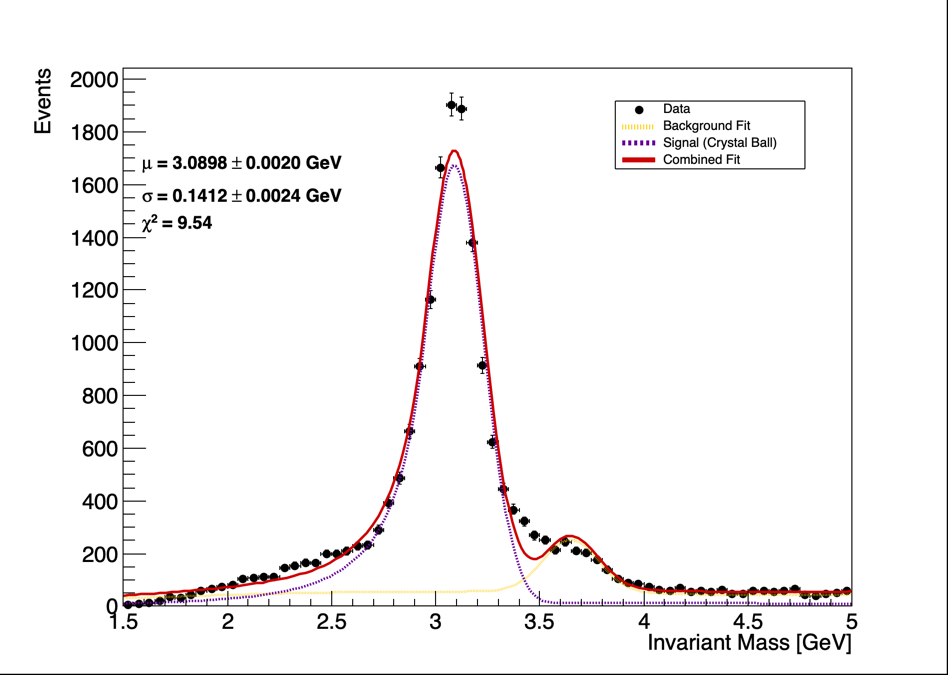 Events
2000
1800
1600
1400
1200
1000
800
600
400
200
0
μ = 3.0898 ± 0.0020 GeV
σ = 0.1412 ± 0.0024 GeV
χ² = 9.54
Data
Background Fit
Signal (Crystal Ball)
Combined Fit
1.5 2 2.5 3 3.5 4 4.5 5
Invariant Mass [GeV]